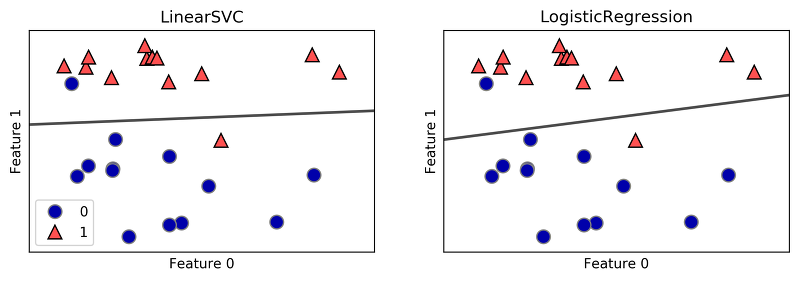 LinearSVC
Feature 1
0
1
Feature 0
LogisticRegression
Feature 1
Feature 0